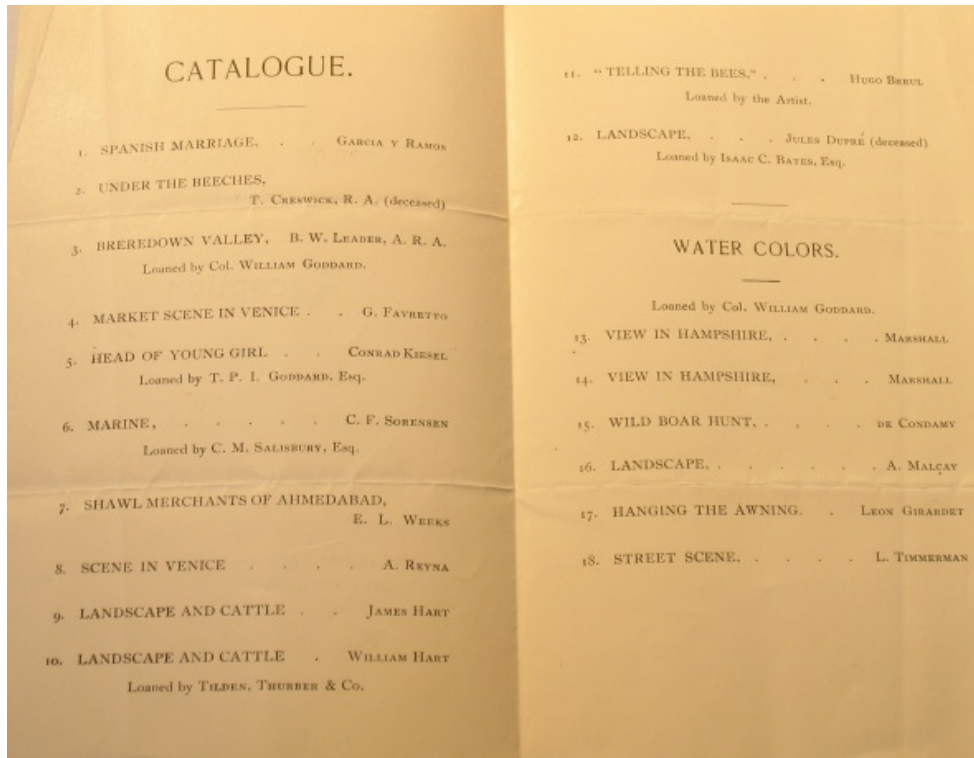 CATALOGUE.
1. SPANISH MARRIAGE, . . GARCIA Y RAMOS
2. UNDER THE BEECHES,
T. CRESWICK, R. A. (deceased)
3. BREREDOWN VALLEY, B. W. LEADER, A. R. A.
Loaned by Col. WILLIAM GODDARD.
4. MARKET SCENE IN VENICE . . G. FAVRETTO
5. HEAD OF YOUNG GIRL . . CONRAD KIESEL
Loaned by T. P. I. GODDARD, Esq.
6. MARINE, . . . . . C. F. SORENSEN
Loaned by C. M. SALISBURY, Esq.
7. SHAWL MERCHANTS OF AHMEDABAD,
E. L. WEEKS
8. SCENE IN VENICE . . . . A. REYNA
9. LANDSCAPE AND CATTLE . . JAMES HART
10. LANDSCAPE AND CATTLE . WILLIAM HART
Loaned by TILDEN, THURBER & Co.
11. "TELLING THE BEES," . . . HUGO BREUL
Loaned by the Artist.
12. LANDSCAPE, . . . JULES DUPRÉ (deceased)
Loaned by ISAAC C. BATES, Esq.
WATER COLORS.
Loaned by Col. WILLIAM GODDARD.
13. VIEW IN HAMPSHIRE, . . . . MARSHALL
14. VIEW IN HAMPSHIRE, . . . MARSHALL
15. WILD BOAR HUNT, . . . . DE CONDAMY
16. LANDSCAPE, . . . . . . A. MALÇAY
17. HANGING THE AWNING. . LEON GIRARDET
18. STREET SCENE, . . . . L. TIMMERMAN